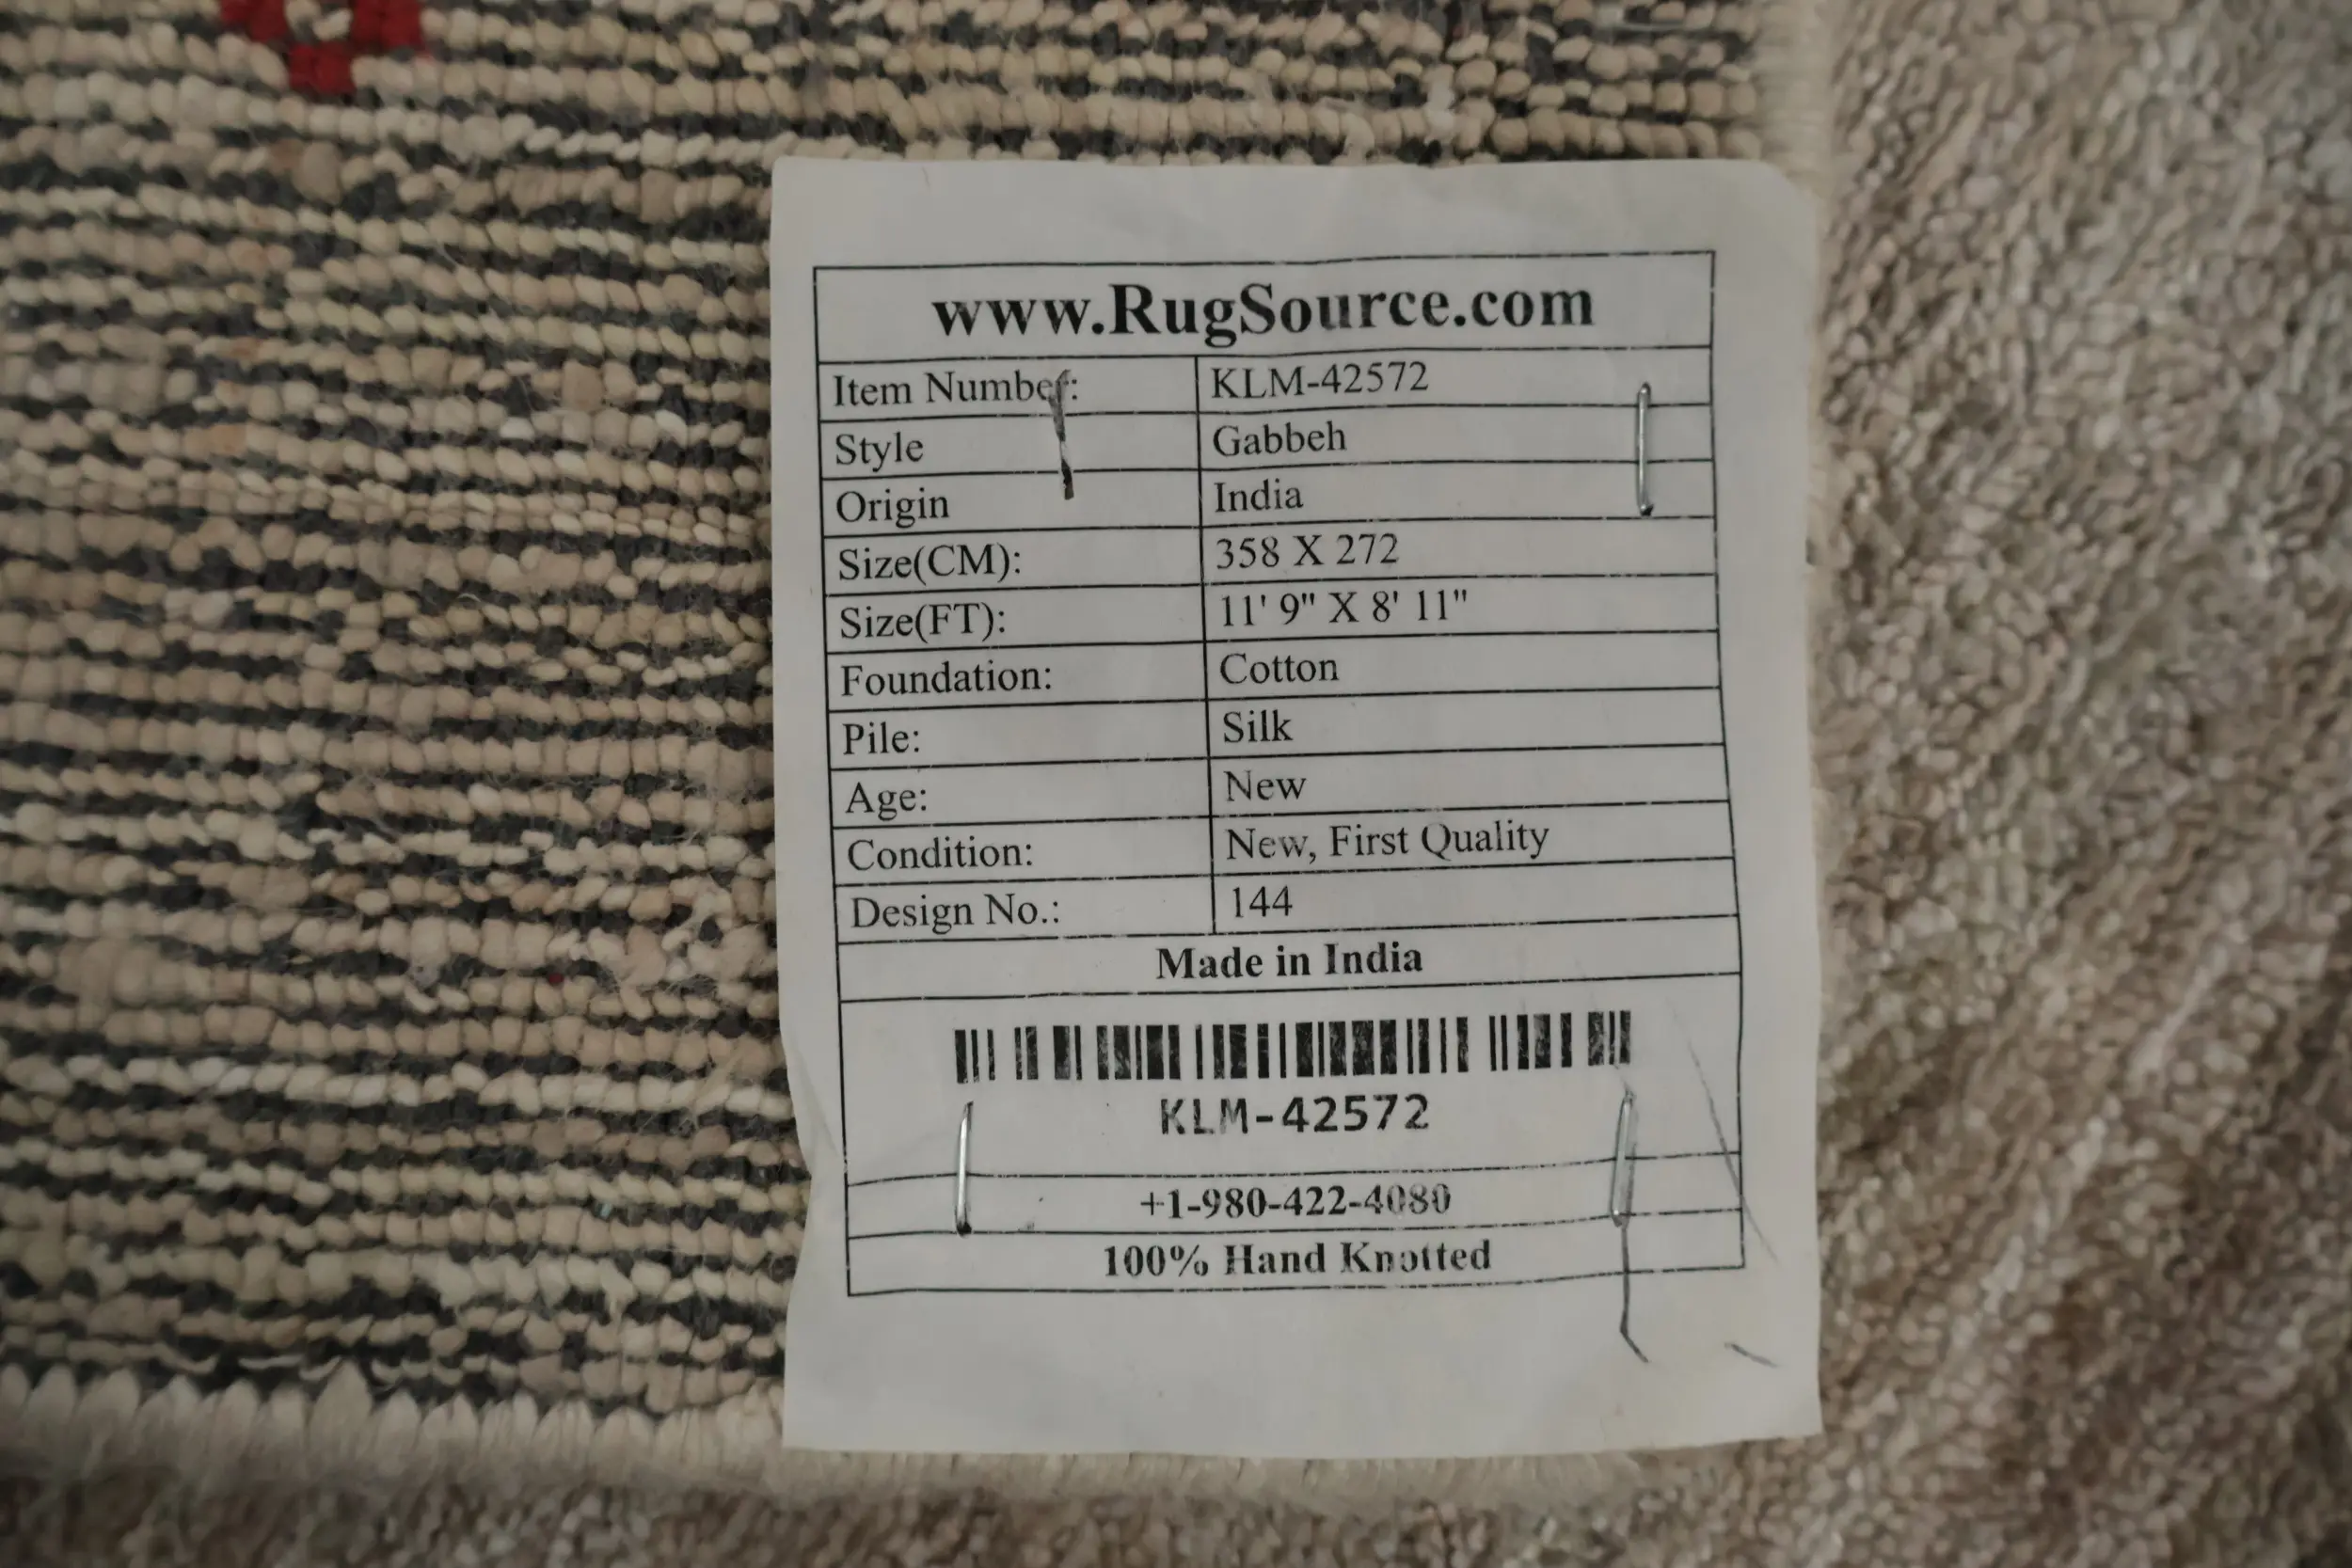 www.RugSource.com
Item Number: KLM-42572
Style Gabbeh
Origin India
Size(CM): 358 X 272
Size(FT): 11' 9" X 8' 11"
Foundation: Cotton
Pile: Silk
Age: New
Condition: New, First Quality
Design No.: 144
Made in India
KLM-42572
+1-980-422-4080
100% Hand Knotted